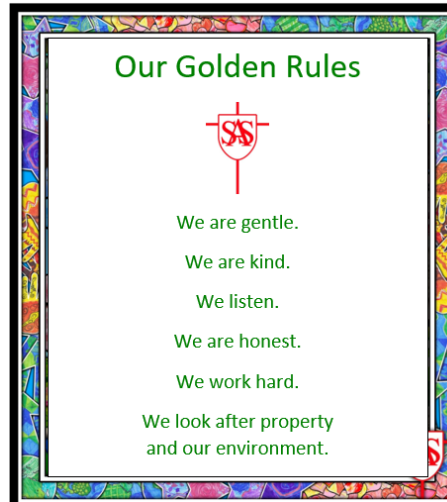 Our Golden Rules
SAS
We are gentle.
We are kind.
We listen.
We are honest.
We work hard.
We look after property
and our environment.